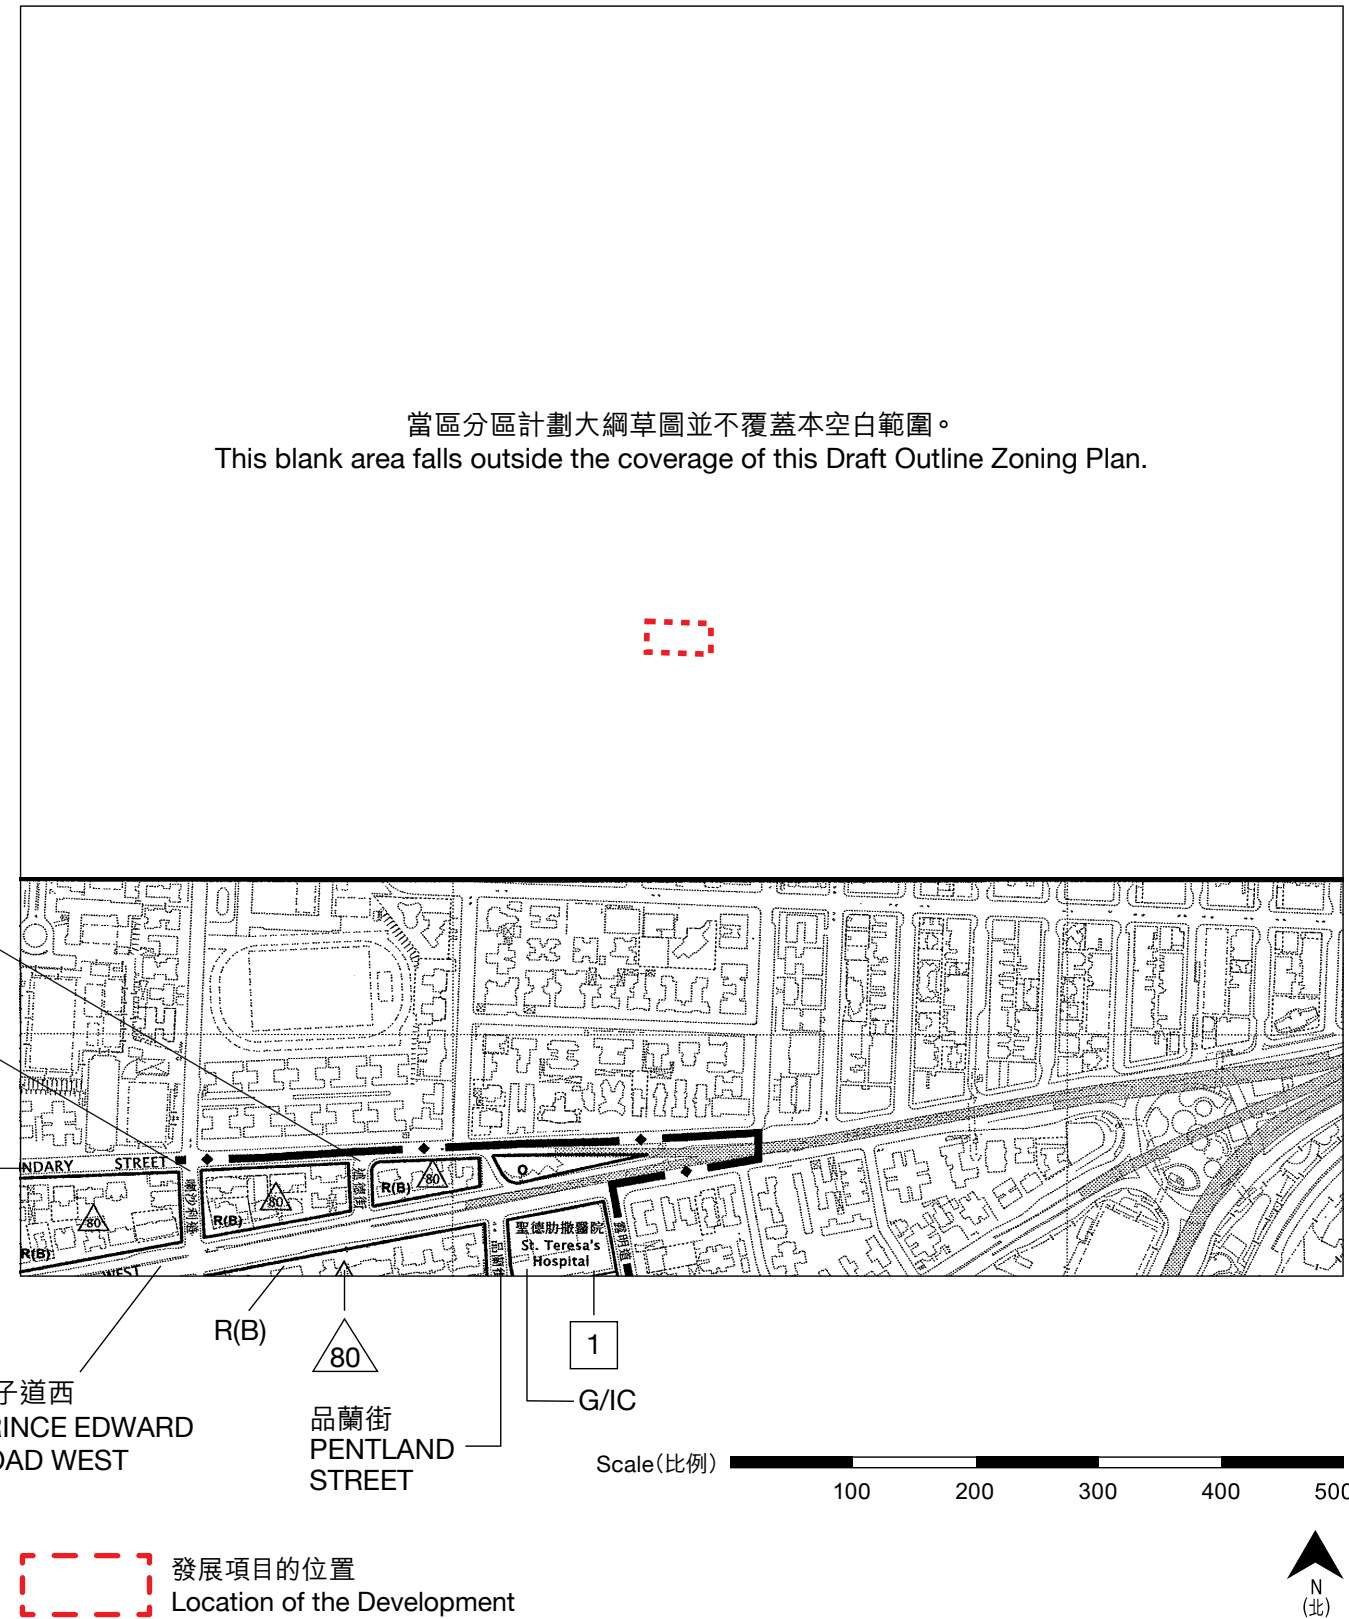 當區分區計劃大綱草圖並不覆蓋本空白範圍。
This blank area falls outside the coverage of this Draft Outline Zoning Plan.
NDARY STREET
80
R(B)
80
R(B)
80
R(B)
O
WEST
聖德肋撒醫院
St. Teresa's
Hospital
R(B)
80
1
G/IC
子道西
RINCE EDWARD
OAD WEST
品蘭街
PENTLAND
STREET
Scale(比例)
100 200 300 400 500
發展項目的位置
Location of the Development
N
(北)